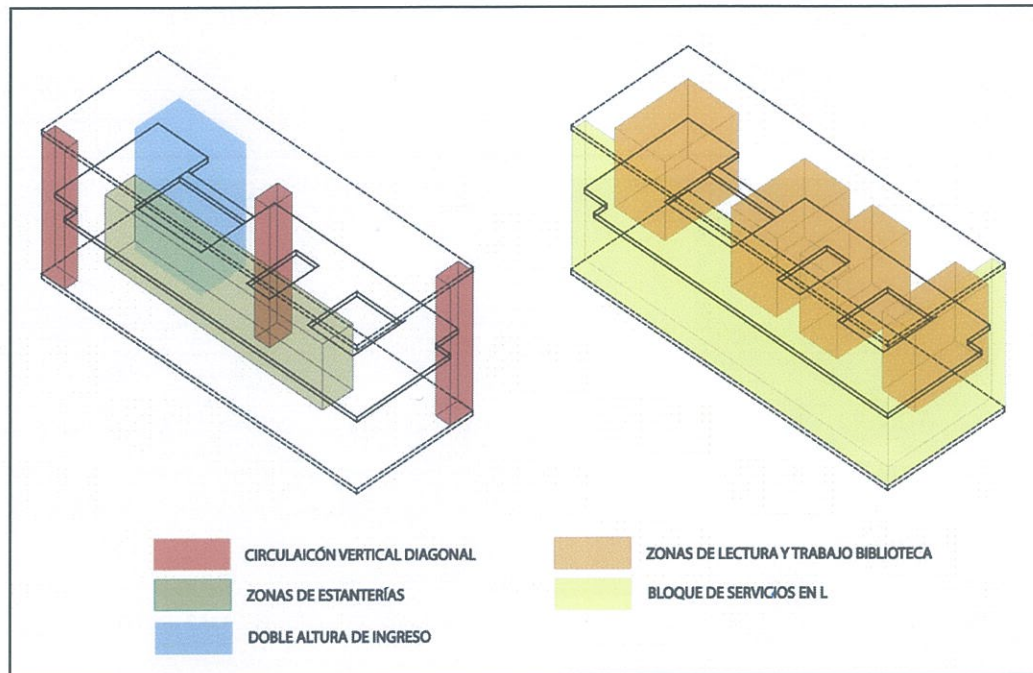 CIRCULAICÓN VERTICAL DIAGONAL
ZONAS DE ESTANTERÍAS
DOBLE ALTURA DE INGRESO
ZONAS DE LECTURA Y TRABAJO BIBLIOTECA
BLOQUE DE SERVICIOS EN L